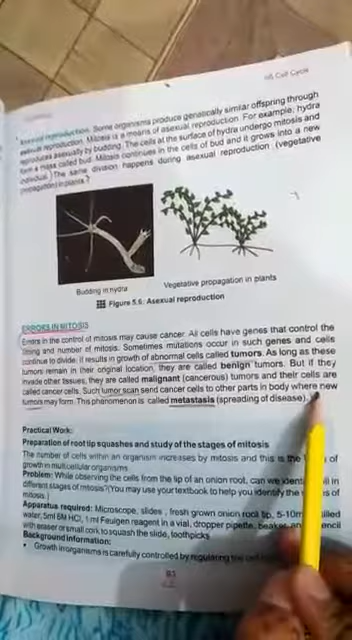 05 Cell Cycle
Asexual reproduction: Some organisms produce genetically similar offspring through
asexual reproduction. Mitosis is a means of asexual reproduction. For example, hydra
reproduces asexually by budding. The cells at the surface of hydra undergo mitosis and
form a mass called bud. Mitosis continues in the cells of bud and it grows into a new
individual. The same division happens during asexual reproduction (vegetative
propagation) in plants.
Budding in hydra
Vegetative propagation in plants
Figure 5.6: Asexual reproduction
ERRORS IN MITOSIS
Errors in the control of mitosis may cause cancer. All cells have genes that control the
timing and number of mitosis. Sometimes mutations occur in such genes and cells
continue to divide. It results in growth of abnormal cells called tumors. As long as these
tumors remain in their original location, they are called benign tumors. But if they
invade other tissues, they are called malignant (cancerous) tumors and their cells are
called cancer cells. Such tumor scan send cancer cells to other parts in body where new
tumors may form. This phenomenon is called metastasis (spreading of disease).
Practical Work:
Preparation of root tip squashes and study of the stages of mitosis
The number of cells within an organism increases by mitosis and this is the of
growth in multicellular organisms.
Problem: While observing the cells from the tip of an onion root, can we identi ll in
different stages of mitosis? (You may use your textbook to help you identify the s of
mitosis.)
Apparatus required: Microscope, slides, fresh grown onion root tip, 5-10m illed
water, 5ml 6M HCl, 1 ml Feulgen reagent in a vial, dropper pipette, beaker, an encil
with eraser or small cork to squash the slide, toothpicks
Background information:
• Growth in organisms is carefully controlled by regulating the cell
93